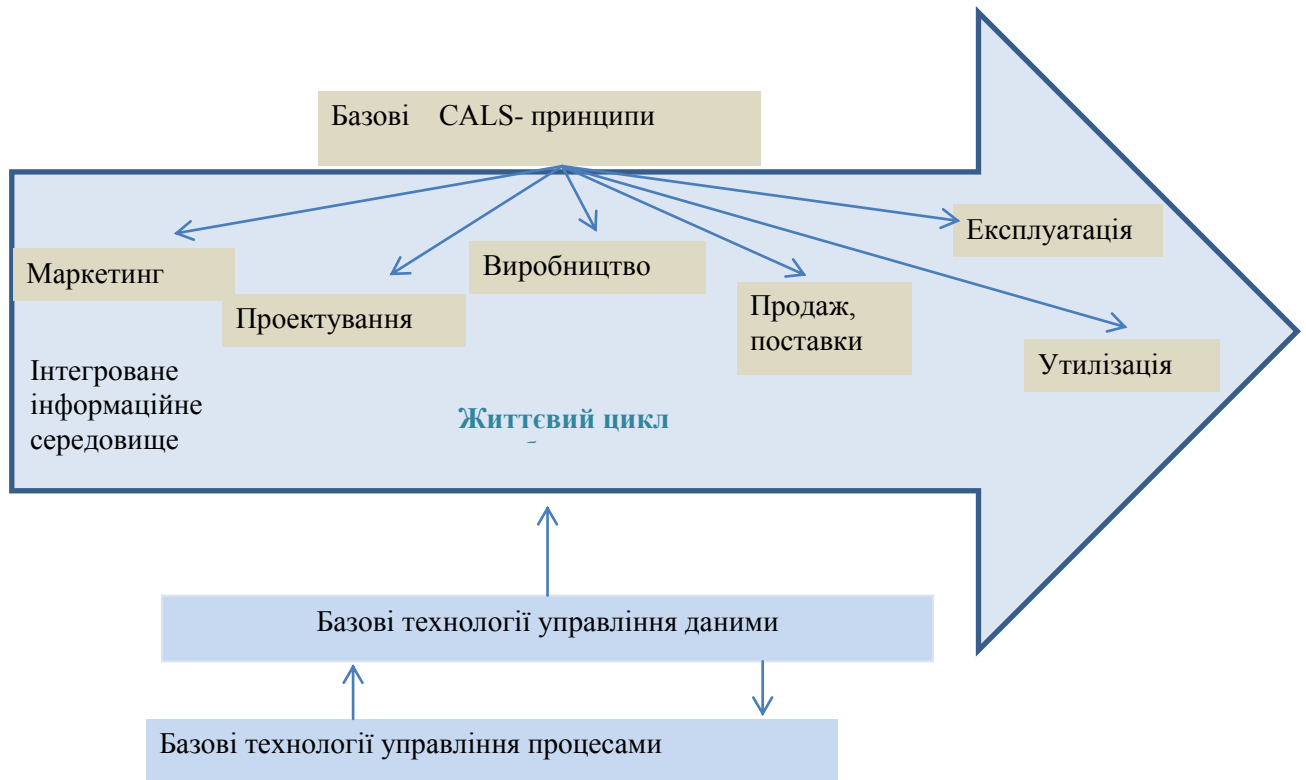 Базові CALS- принципи
Експлуатація
Маркетинг
Виробництво
Проектування
Продаж,
поставки
Утилізація
Інтегроване
інформаційне
середовище
Життєвий цикл
Базові технології управління даними
Базові технології управління процесами